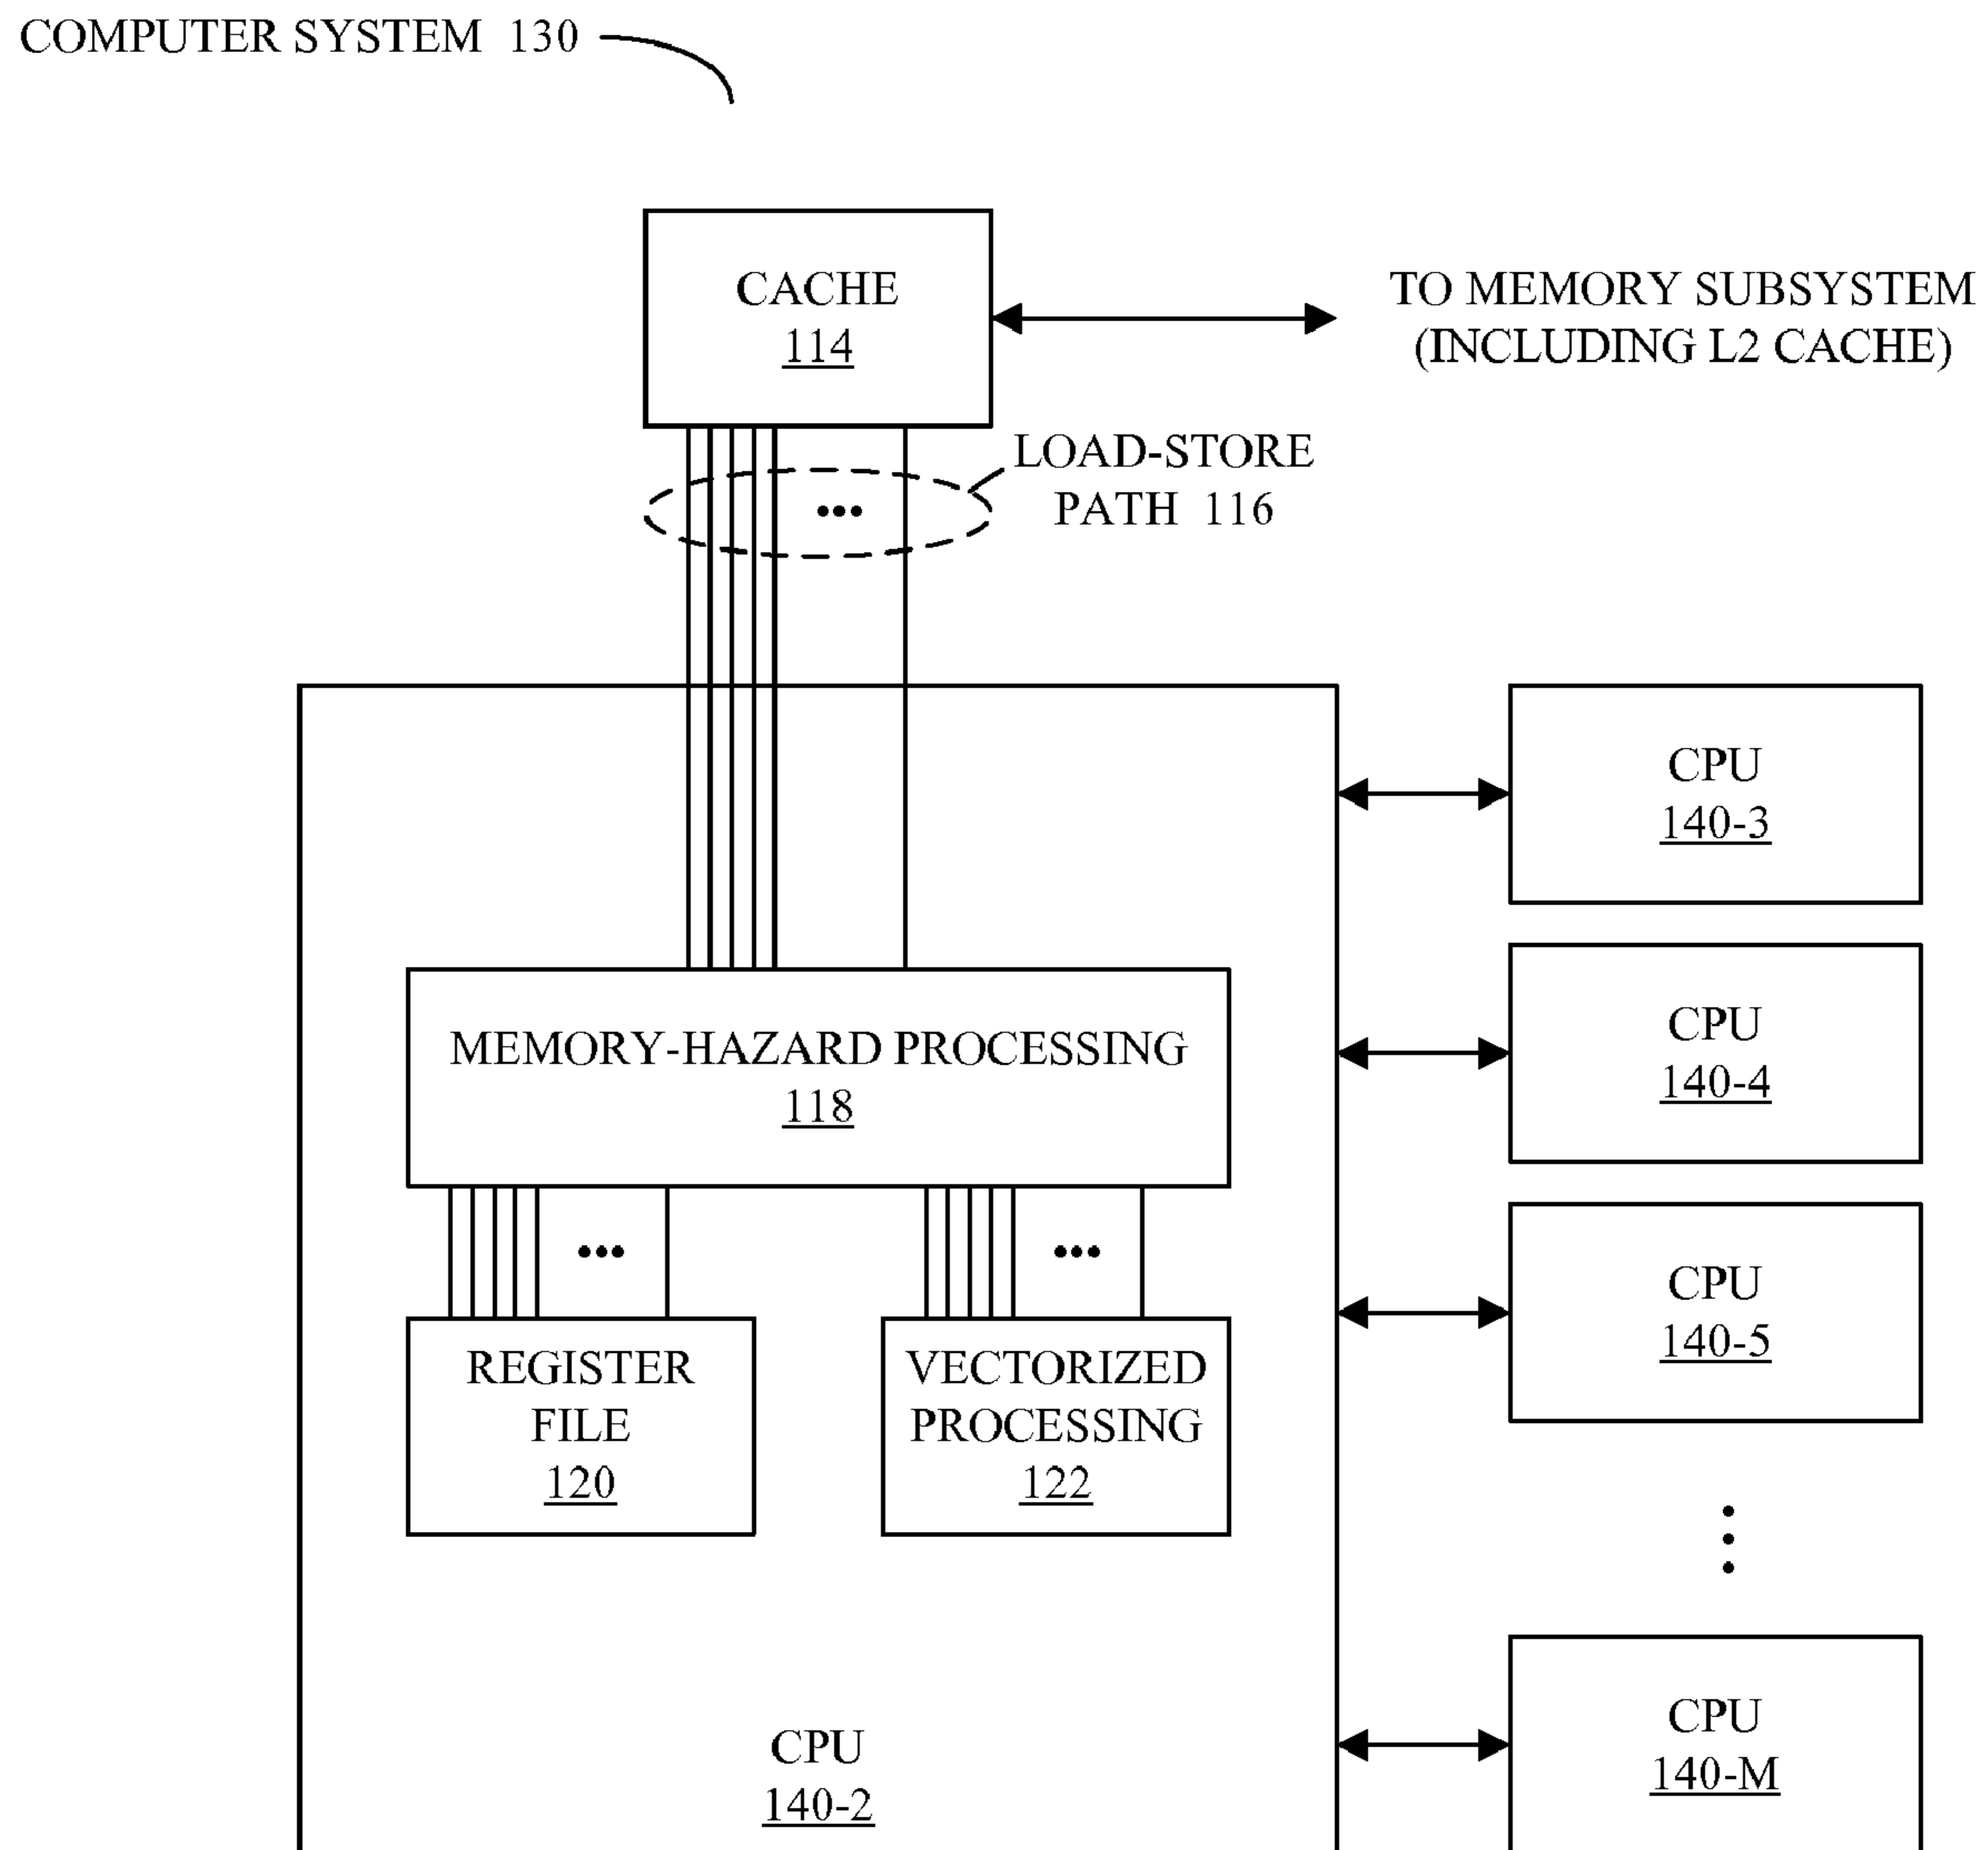 COMPUTER SYSTEM 130
CACHE
114
TO MEMORY SUBSYSTEM
(INCLUDING L2 CACHE)
LOAD-STORE
PATH 116
CPU
140-3
MEMORY-HAZARD PROCESSING
118
CPU
140-4
CPU
140-5
REGISTER
FILE
120
VECTORIZED
PROCESSING
122
CPU
140-2
CPU
140-M